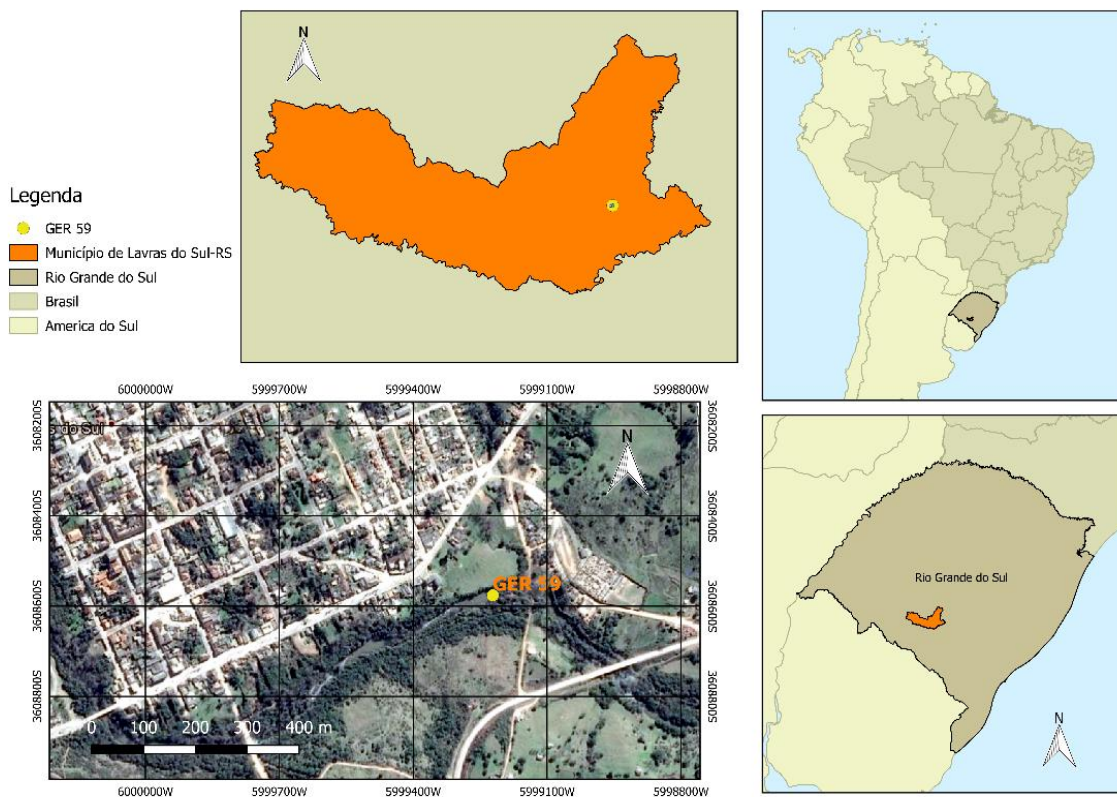 N
Legenda
GER 59
Município de Lavras do Sul-RS
Rio Grande do Sul
Brasil
America do Sul
6000000W 5999700W 5999400W 5999100W 5998800W
3608200S
3608400S
3608600S
3608800S
s do Sul
N
GER 59
0 100 200 300 400 m
3608200S
3608400S
3608600S
3608800S
6000000W 5999700W 5999400W 5999100W 5998800W
Rio Grande do Sul
N